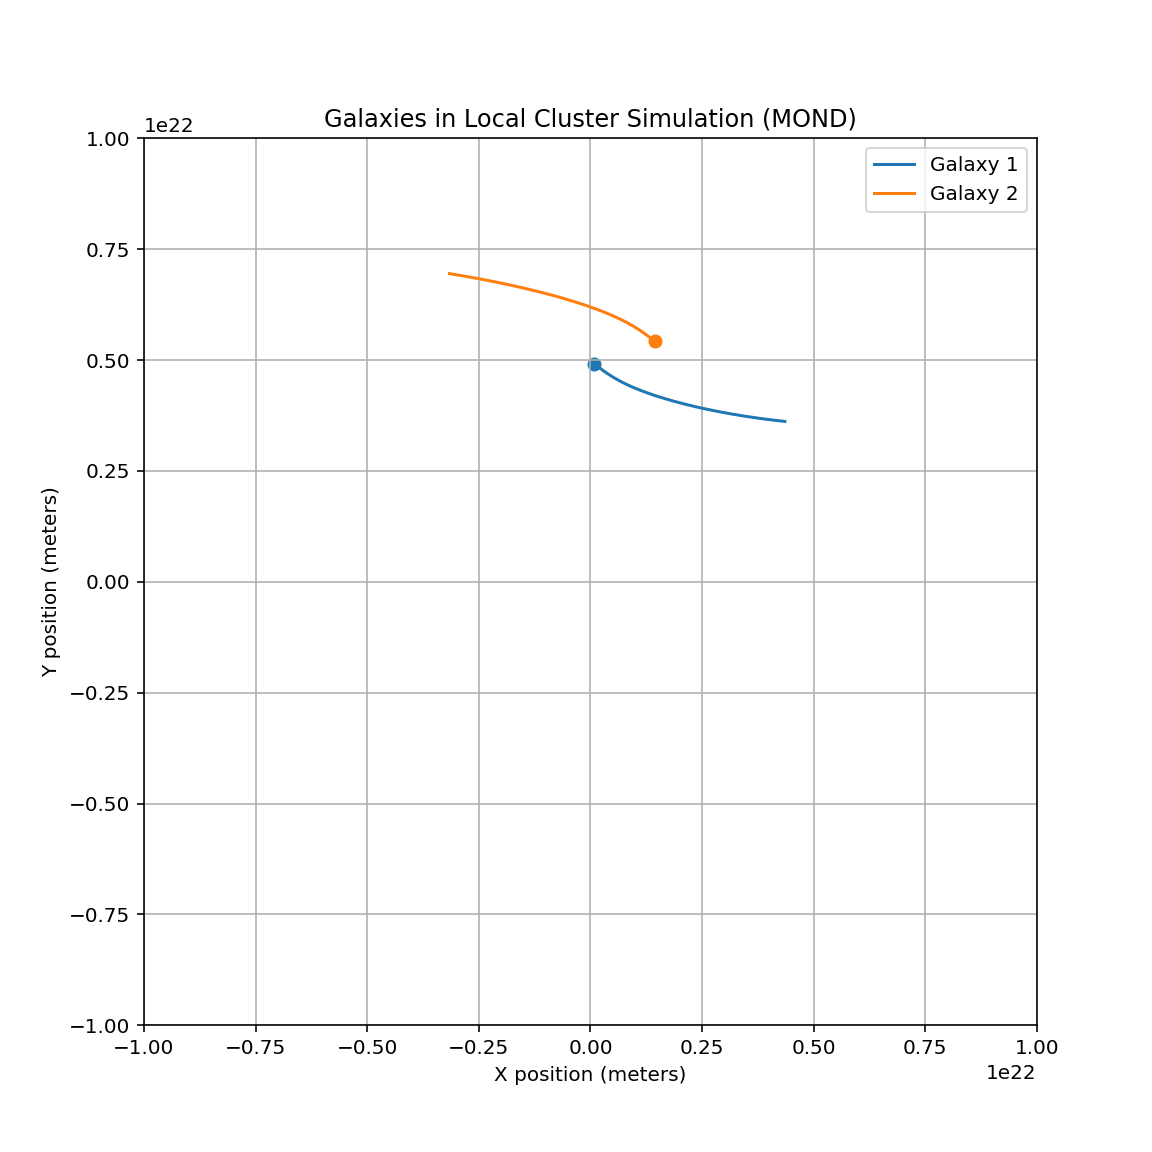 Galaxies in Local Cluster Simulation (MOND)
1e22
Galaxy 1
Galaxy 2
1.00
0.75
0.50
0.25
0.00
−0.25
−0.50
−0.75
−1.00
Y position (meters)
−1.00 −0.75 −0.50 −0.25 0.00 0.25 0.50 0.75 1.00
X position (meters)
1e22